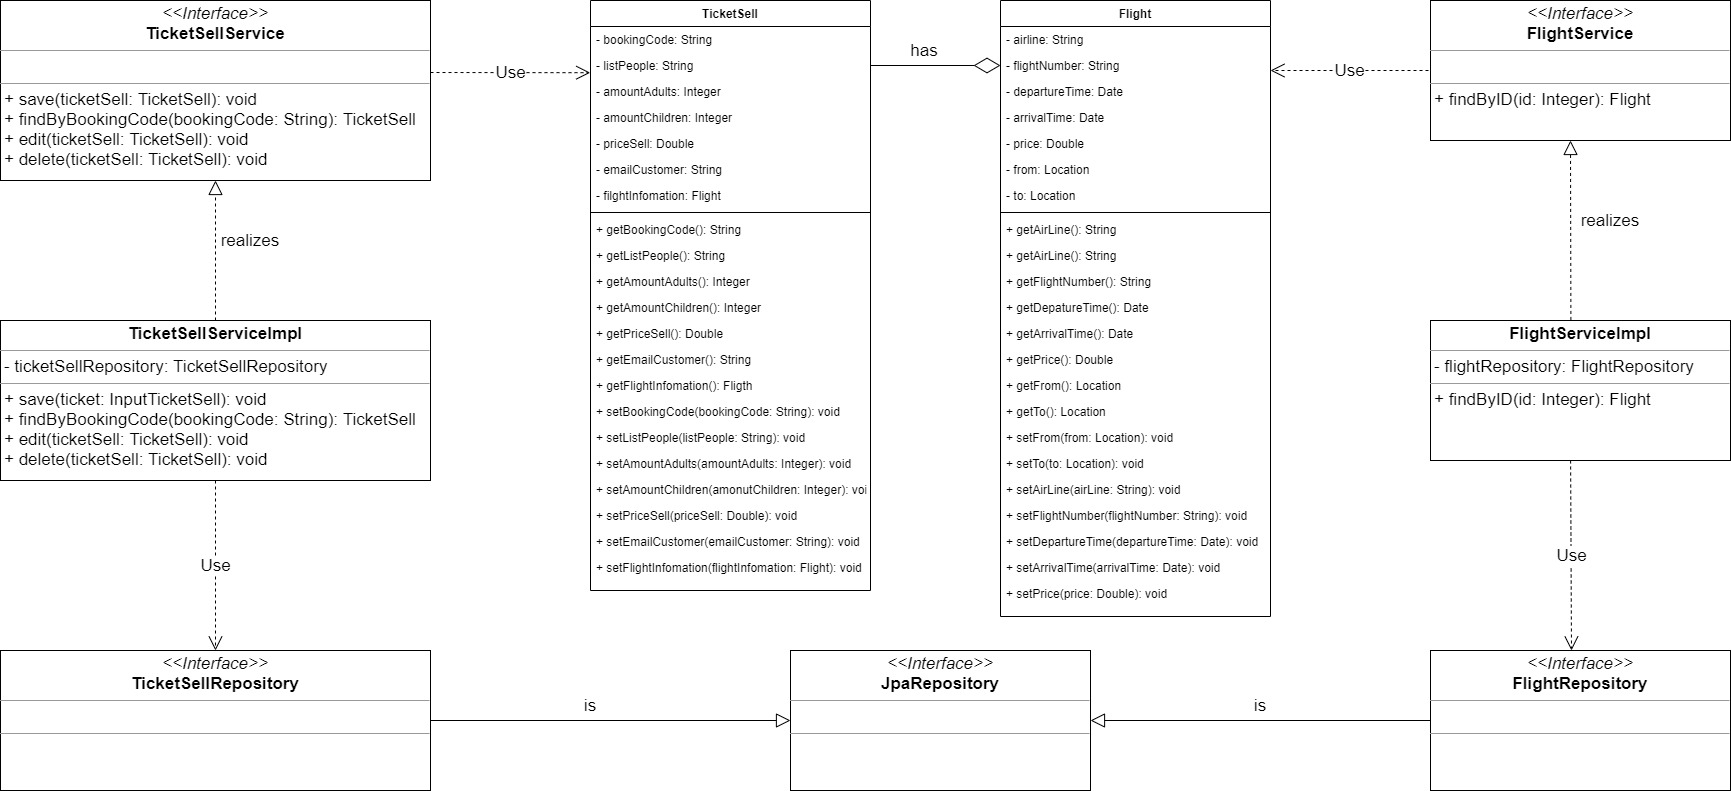 <<Interface>>
TicketSellService
+ save(ticketSell: TicketSell): void
+ findByBookingCode(bookingCode: String): TicketSell
+ edit(ticketSell: TicketSell): void
+ delete(ticketSell: TicketSell): void
Use
realizes
TicketSellServiceImpl
- ticketSellRepository: TicketSellRepository
+ save(ticket: InputTicketSell): void
+ findByBookingCode(bookingCode: String): TicketSell
+ edit(ticketSell: TicketSell): void
+ delete(ticketSell: TicketSell): void
Use
<<Interface>>
TicketSellRepository
is
TicketSell
- bookingCode: String
- listPeople: String
- amountAdults: Integer
- amountChildren: Integer
- priceSell: Double
- emailCustomer: String
- filghtInfomation: Flight
+ getBookingCode(): String
+ getListPeople(): String
+ getAmountAdults(): Integer
+ getAmountChildren(): Integer
+ getPriceSell(): Double
+ getEmailCustomer(): String
+ getFlightInfomation(): Fligth
+ setBookingCode(bookingCode: String): void
+ setListPeople(listPeople: String): void
+ setAmountAdults(amountAdults: Integer): void
+ setAmountChildren(amonutChildren: Integer): voi
+ setPriceSell(priceSell: Double): void
+ setEmailCustomer(emailCustomer: String): void
+ setFlightInfomation(flightInfomation: Flight): void
has
Flight
- airline: String
- flightNumber: String
- departureTime: Date
- arrivalTime: Date
- price: Double
- from: Location
- to: Location
+ getAirLine(): String
+ getAirLine(): String
+ getFlightNumber(): String
+ getDepatureTime(): Date
+ getArrivalTime(): Date
+ getPrice(): Double
+ getFrom(): Location
+ getTo(): Location
+ setFrom(from: Location): void
+ setTo(to: Location): void
+ setAirLine(airLine: String): void
+ setFlightNumber(flightNumber: String): void
+ setDepartureTime(departureTime: Date): void
+ setArrivalTime(arrivalTime: Date): void
+ setPrice(price: Double): void
<<Interface>>
JpaRepository
is
Use
<<Interface>>
FlightService
+ findByID(id: Integer): Flight
realizes
FlightServiceImpl
- flightRepository: FlightRepository
+ findByID(id: Integer): Flight
Use
<<Interface>>
FlightRepository